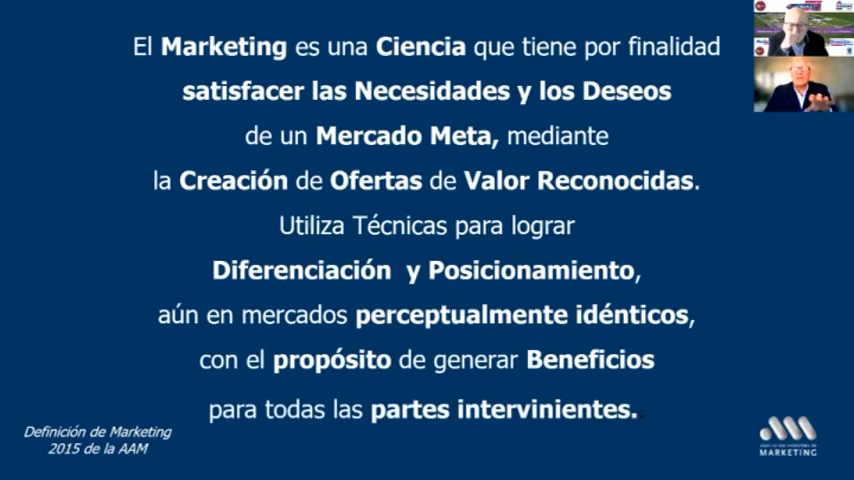 El Marketing es una Ciencia que tiene por finalidad
satisfacer las Necesidades y los Deseos
de un Mercado Meta, mediante
la Creación de Ofertas de Valor Reconocidas.
Utiliza Técnicas para lograr
Diferenciación y Posicionamiento,
aún en mercados perceptualmente idénticos,
con el propósito de generar Beneficios
para todas las partes intervinientes.
Definición de Marketing
2015 de la AAM
MARKETING